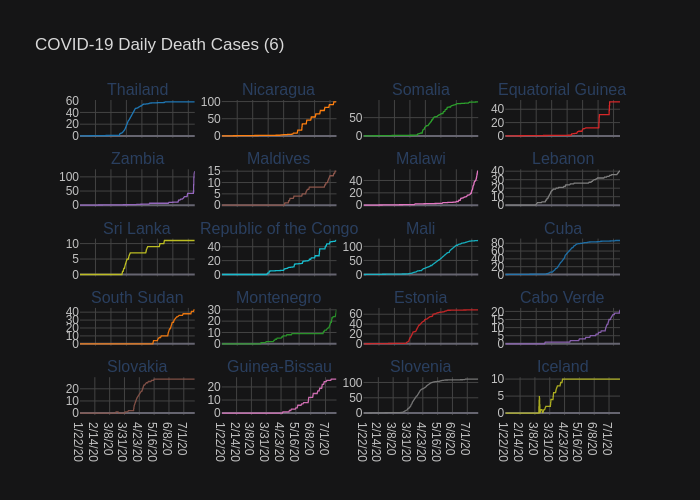 COVID-19 Daily Death Cases (6)
Thailand Nicaragua Somalia Equatorial Guinea
60 40 20 0
100 50 0
50 0
40 20 0
Zambia Maldives Malawi Lebanon
100 50 0
15 10 5 0
40 20 0
40 30 20 10 0
Sri Lanka Republic of the Congo Mali Cuba
10 5 0
40 20 0
100 50 0
80 60 40 20 0
South Sudan Montenegro Estonia Cabo Verde
40 30 20 10 0
30 20 10 0
60 40 20 0
20 15 10 5 0
Slovakia Guinea-Bissau Slovenia Iceland
20 10 0
20 10 0
100 50 0
10 5 0
1/22/20 2/14/20 3/8/20 3/31/20 4/23/20 5/16/20 6/8/20 7/1/20
1/22/20 2/14/20 3/8/20 3/31/20 4/23/20 5/16/20 6/8/20 7/1/20
1/22/20 2/14/20 3/8/20 3/31/20 4/23/20 5/16/20 6/8/20 7/1/20
1/22/20 2/14/20 3/8/20 3/31/20 4/23/20 5/16/20 6/8/20 7/1/20